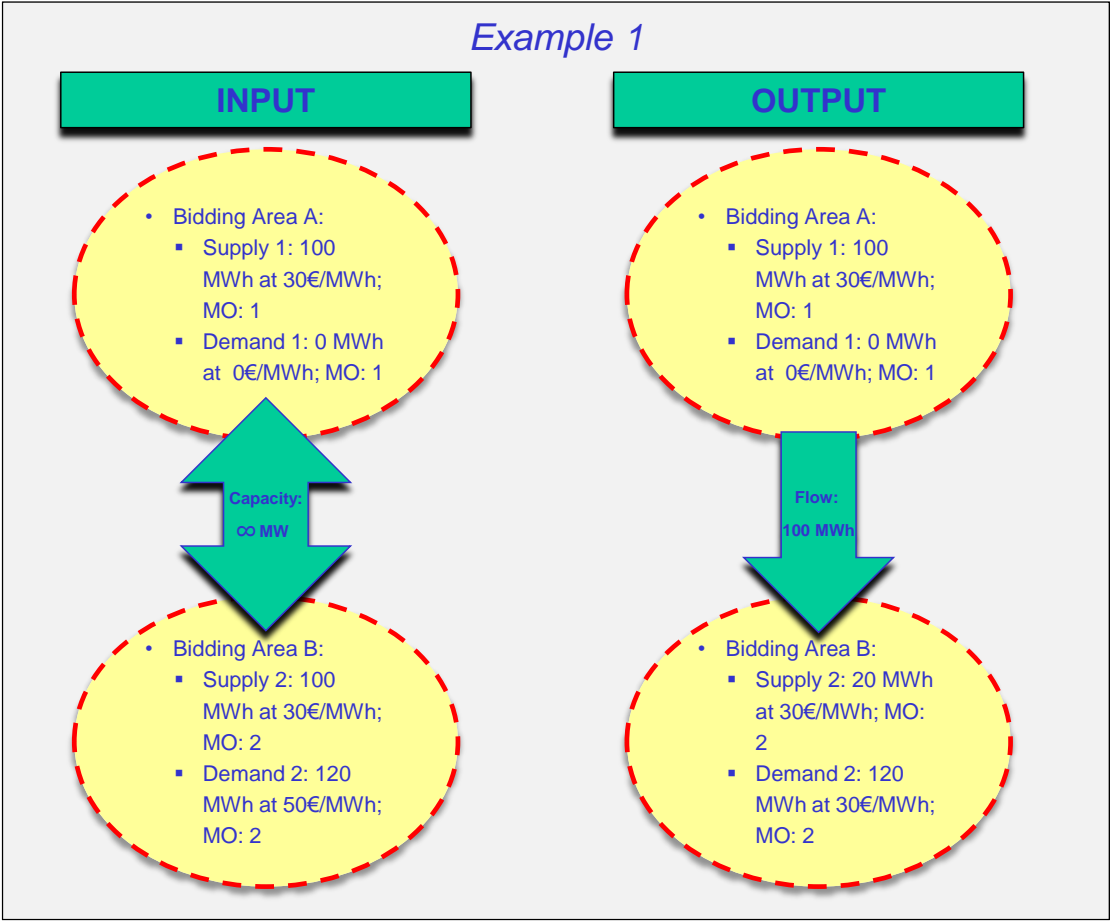 Example 1
INPUT
• Bidding Area A:
▪ Supply 1: 100
MWh at 30€/MWh;
MO: 1
▪ Demand 1: 0 MWh
at 0€/MWh; MO: 1
Capacity:
∞ MW
• Bidding Area B:
▪ Supply 2: 100
MWh at 30€/MWh;
MO: 2
▪ Demand 2: 120
MWh at 50€/MWh;
MO: 2
OUTPUT
• Bidding Area A:
▪ Supply 1: 100
MWh at 30€/MWh;
MO: 1
▪ Demand 1: 0 MWh
at 0€/MWh; MO: 1
Flow:
100 MWh
• Bidding Area B:
▪ Supply 2: 20 MWh
at 30€/MWh; MO:
2
▪ Demand 2: 120
MWh at 30€/MWh;
MO: 2